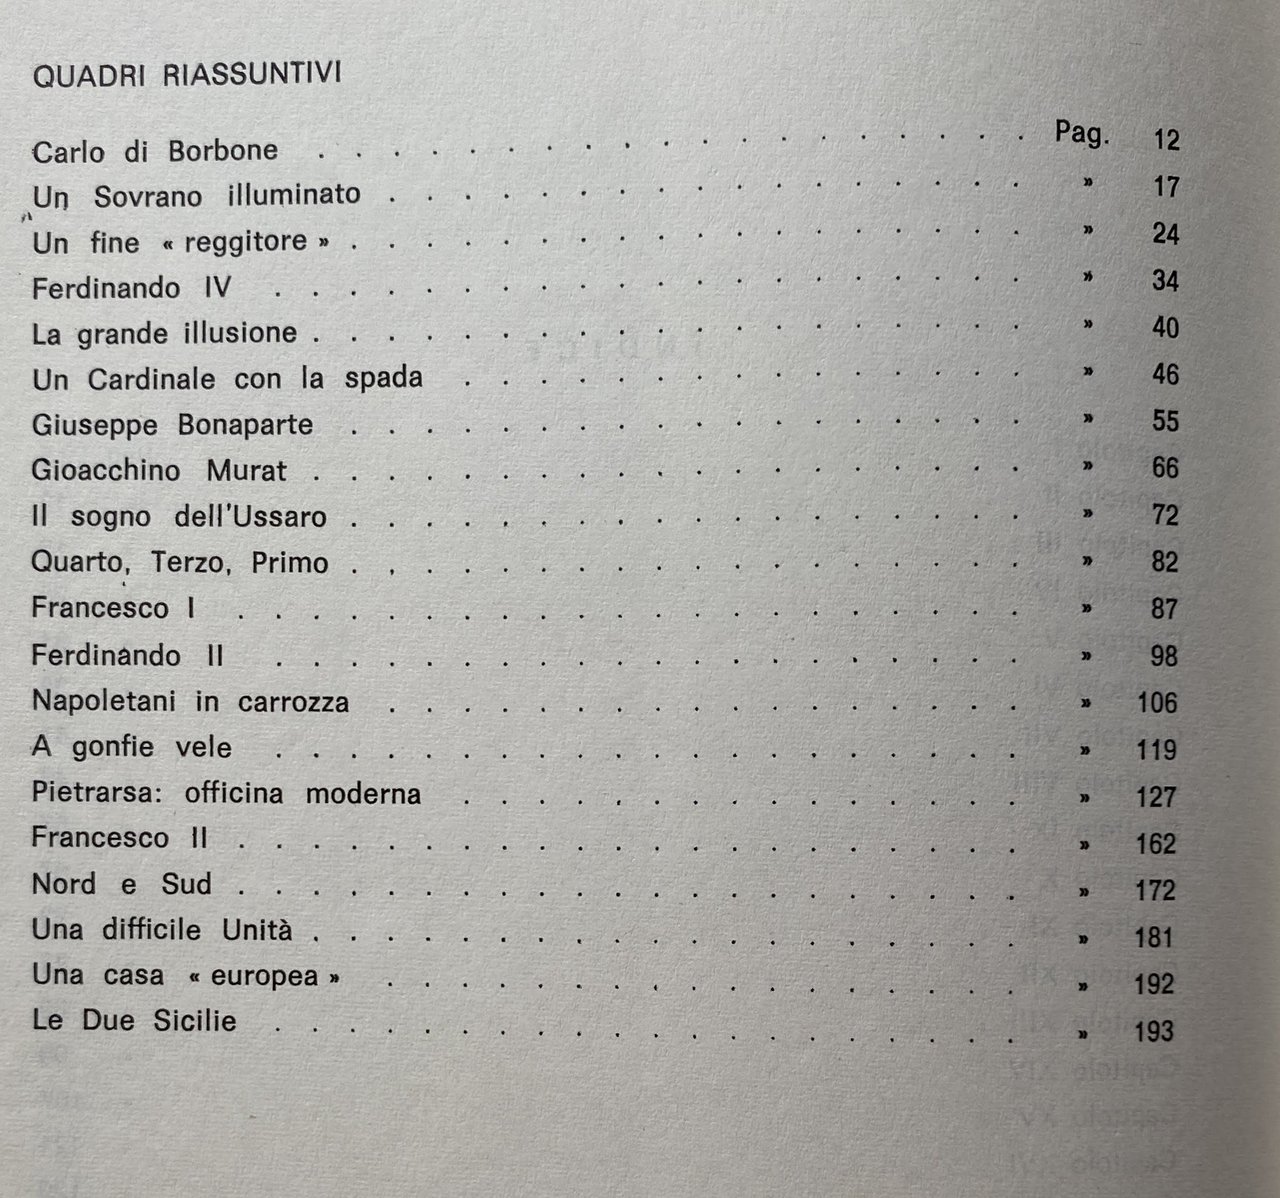 QUADRI RIASSUNTIVI
Carlo di Borbone . . . . . . . . . . . . . . . . . . . Pag. 12
Un Sovrano illuminato . . . . . . . . . . . . . . . . . » 17
Un fine « reggitore » . . . . . . . . . . . . . . . . . . » 24
Ferdinando IV . . . . . . . . . . . . . . . . . . . . » 34
La grande illusione . . . . . . . . . . . . . . . . . . . » 40
Un Cardinale con la spada . . . . . . . . . . . . . . . » 46
Giuseppe Bonaparte . . . . . . . . . . . . . . . . . . » 55
Gioacchino Murat . . . . . . . . . . . . . . . . . . . » 66
Il sogno dell'Ussaro . . . . . . . . . . . . . . . . . . » 72
Quarto, Terzo, Primo . . . . . . . . . . . . . . . . . . » 82
Francesco I . . . . . . . . . . . . . . . . . . . . . » 87
Ferdinando II . . . . . . . . . . . . . . . . . . . . » 98
Napoletani in carrozza . . . . . . . . . . . . . . . . . » 106
A gonfie vele . . . . . . . . . . . . . . . . . . . . » 119
Pietrarsa: officina moderna . . . . . . . . . . . . . . . » 127
Francesco II . . . . . . . . . . . . . . . . . . . . . » 162
Nord e Sud . . . . . . . . . . . . . . . . . . . . . » 172
Una difficile Unità . . . . . . . . . . . . . . . . . . . » 181
Una casa « europea » . . . . . . . . . . . . . . . . . » 192
Le Due Sicilie . . . . . . . . . . . . . . . . . . . . » 193